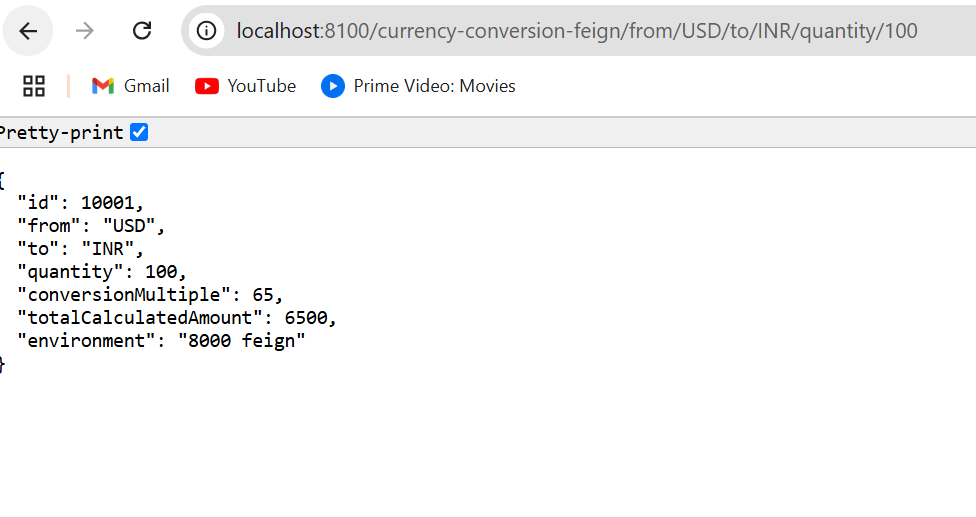 localhost:8100/currency-conversion-feign/from/USD/to/INR/quantity/100
Gmail YouTube Prime Video: Movies
Pretty-print
{
  "id": 10001,
  "from": "USD",
  "to": "INR",
  "quantity": 100,
  "conversionMultiple": 65,
  "totalCalculatedAmount": 6500,
  "environment": "8000 feign"
}